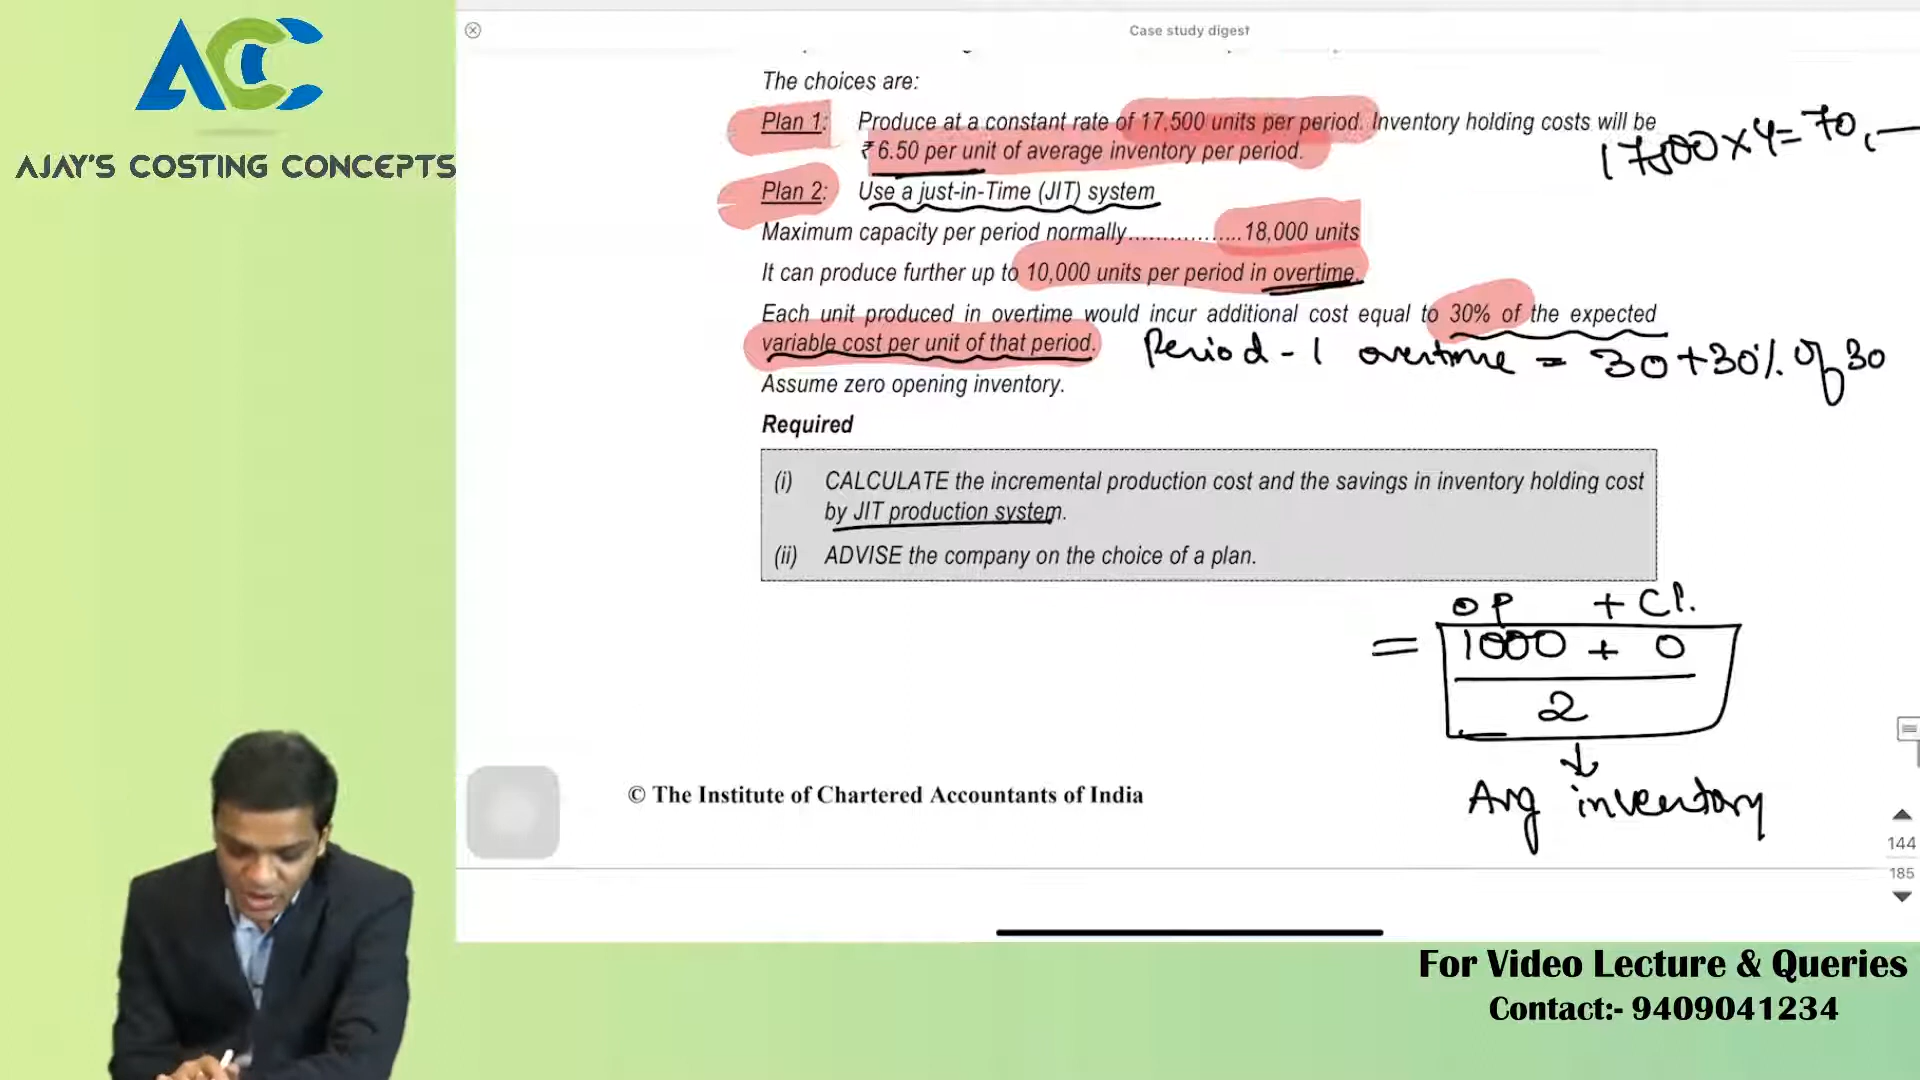 ACC
AJAY'S COSTING CONCEPTS
Case study digest
The choices are:
Plan 1: Produce at a constant rate of 17,500 units per period. Inventory holding costs will be
₹ 6.50 per unit of average inventory per period.
17,500 x 4 = 70,
Plan 2: Use a just-in-Time (JIT) system
Maximum capacity per period normally....................18,000 units
It can produce further up to 10,000 units per period in overtime.
Each unit produced in overtime would incur additional cost equal to 30% of the expected
variable cost per unit of that period.
Period - 1 overtime = 30 + 30% of 30
Assume zero opening inventory.
Required
(i) CALCULATE the incremental production cost and the savings in inventory holding cost
by JIT production system.
(ii) ADVISE the company on the choice of a plan.
OP + Cl.
= 1000 + 0
2
Avg inventory
© The Institute of Chartered Accountants of India
144
185
For Video Lecture & Queries
Contact:- 9409041234